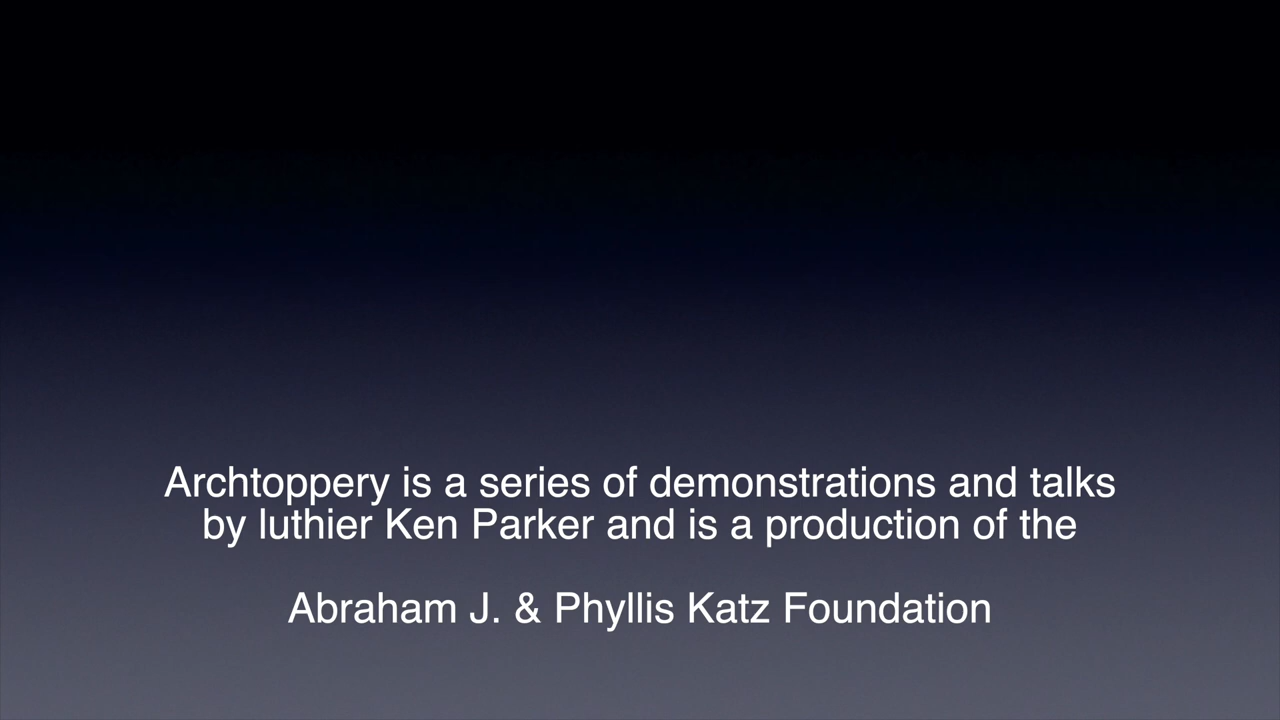 Archtoppery is a series of demonstrations and talks
by luthier Ken Parker and is a production of the
Abraham J. & Phyllis Katz Foundation